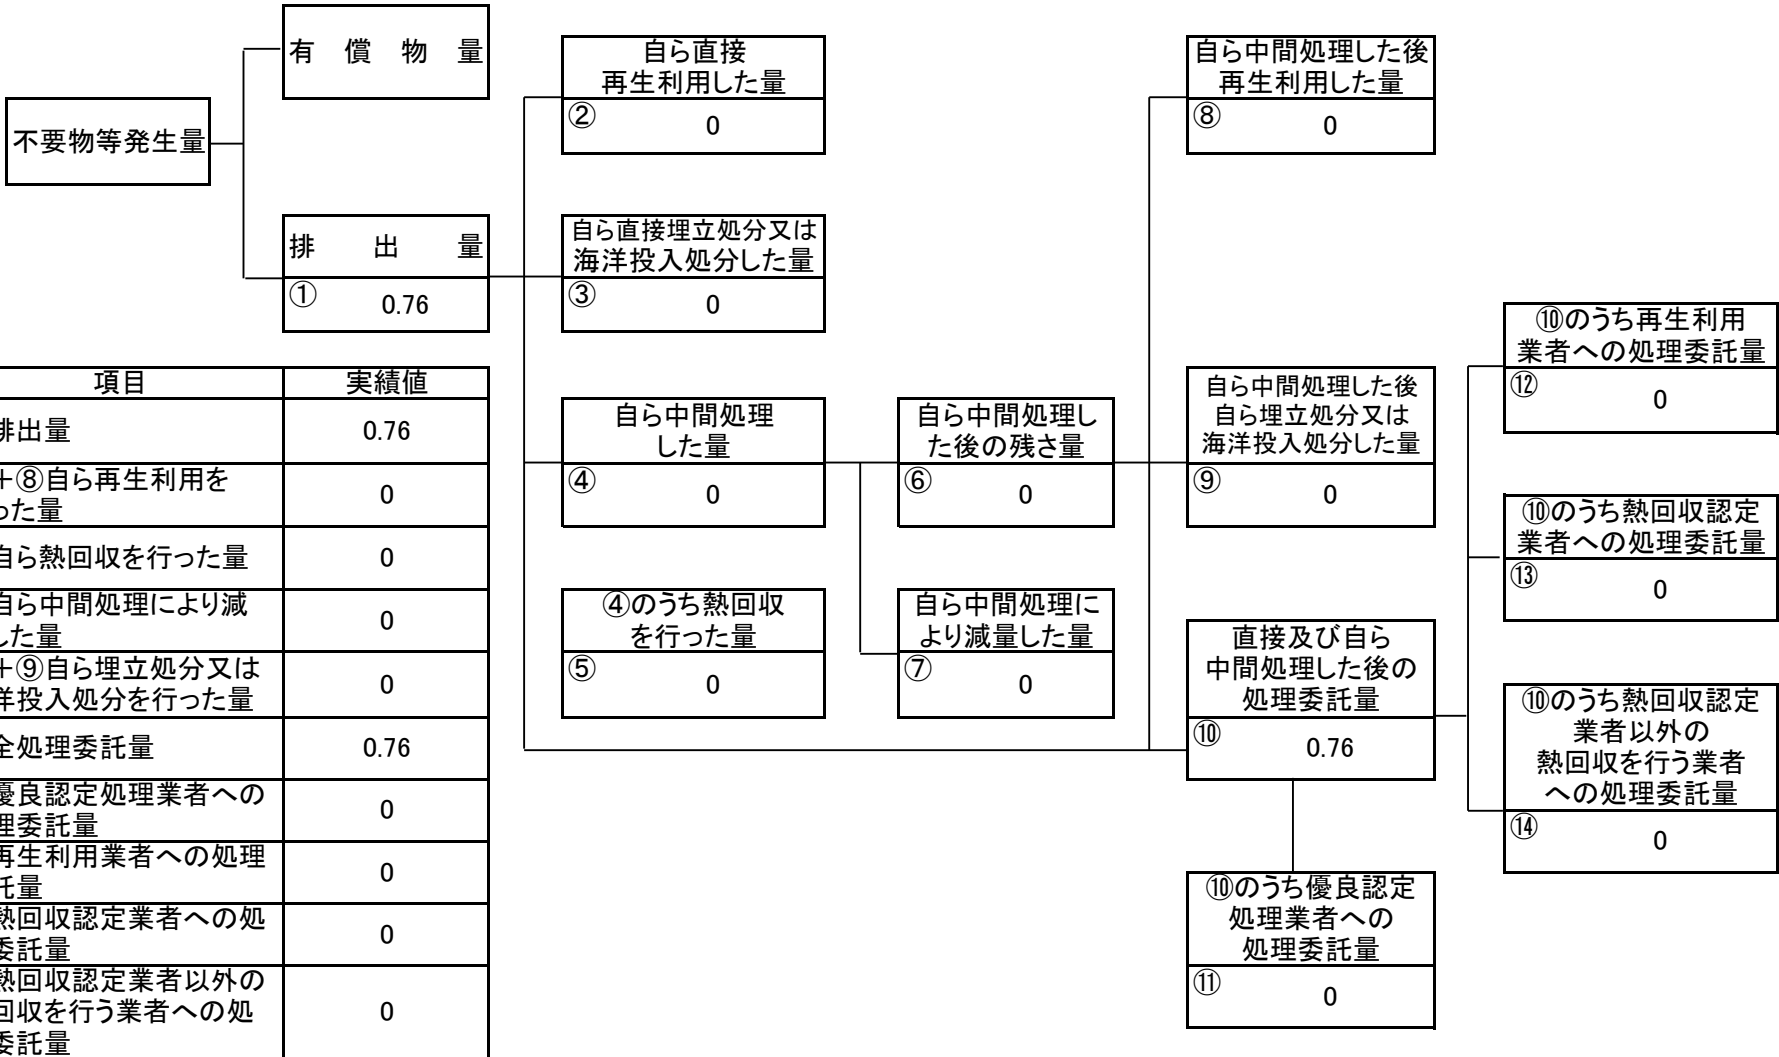 有償物量
不要物等発生量
排出量
① 0.76
自ら直接
再生利用した量
② 0
自ら直接埋立処分又は
海洋投入処分した量
③ 0
自ら中間処理
した量
④ 0
④のうち熱回収
を行った量
⑤ 0
自ら中間処理し
た後の残さ量
⑥ 0
自ら中間処理に
より減量した量
⑦ 0
自ら中間処理した後
再生利用した量
⑧ 0
自ら中間処理した後
自ら埋立処分又は
海洋投入処分した量
⑨ 0
直接及び自ら
中間処理した後の
処理委託量
⑩ 0.76
⑩のうち優良認定
処理業者への
処理委託量
⑪ 0
⑩のうち再生利用
業者への処理委託量
⑫ 0
⑩のうち熱回収認定
業者への処理委託量
⑬ 0
⑩のうち熱回収認定
業者以外の
熱回収を行う業者
への処理委託量
⑭ 0
項目 実績値
排出量 0.76
+⑧自ら再生利用を
った量 0
自ら熱回収を行った量 0
自ら中間処理により減
した量 0
+⑨自ら埋立処分又は
洋投入処分を行った量 0
全処理委託量 0.76
優良認定処理業者への
理委託量 0
再生利用業者への処理
託量 0
熱回収認定業者への処
委託量 0
熱回収認定業者以外の
回収を行う業者への処
委託量 0